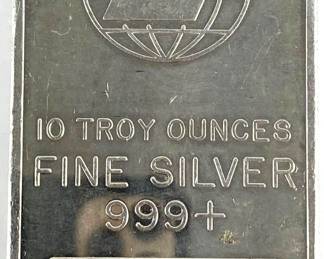 10 TROY OUNCES
FINE SILVER
999+